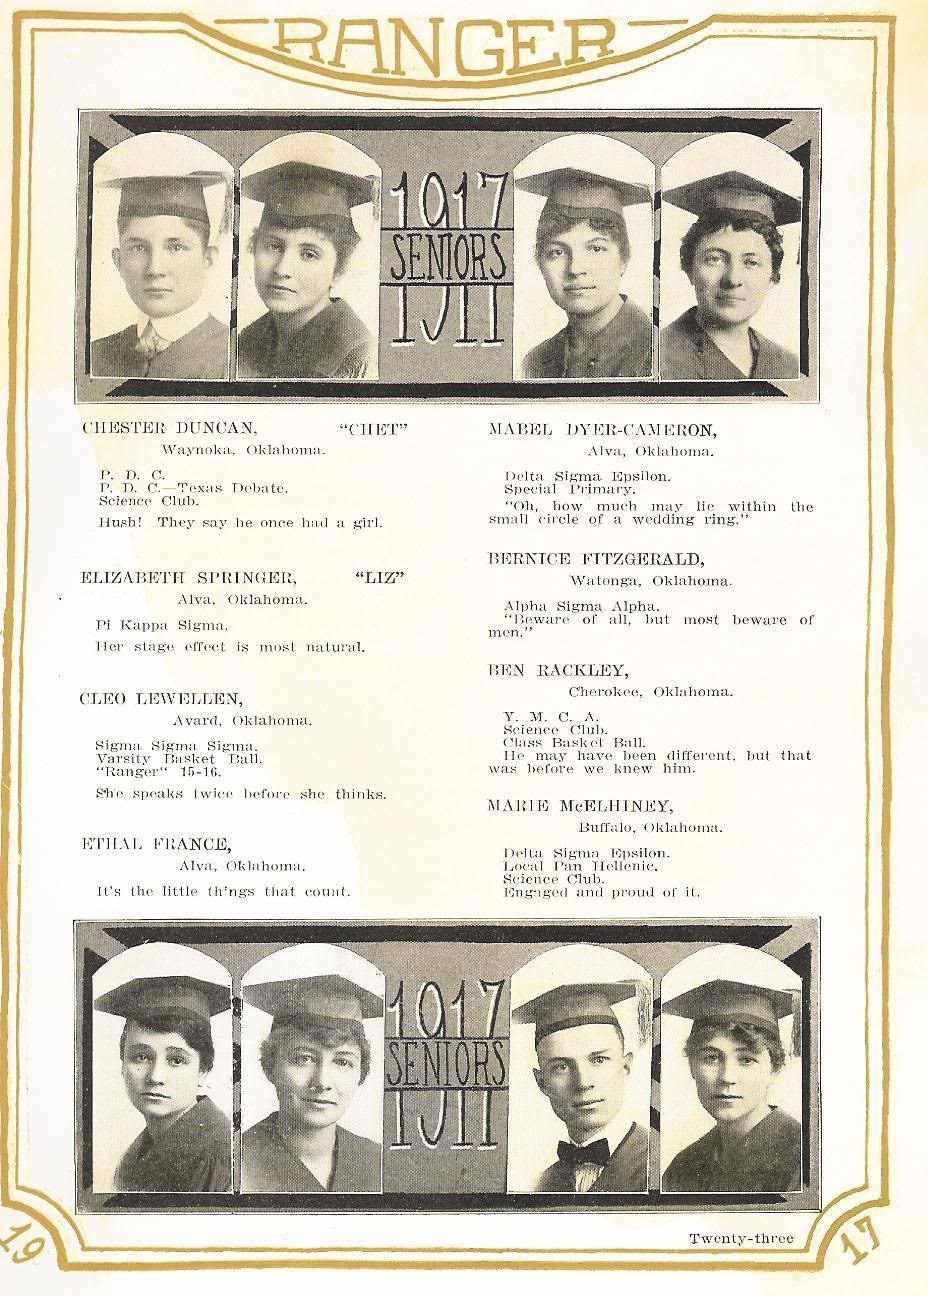 RANGER
1917
SENIORS
CHESTER DUNCAN, “CHET”
Waynoka, Oklahoma.
P. D. C.
P. D. C.—Texas Debate.
Science Club.
Hush! They say he once had a girl.
ELIZABETH SPRINGER, “LIZ”
Alva, Oklahoma.
Pi Kappa Sigma.
Her stage effect is most natural.
CLEO LEWELLEN,
Avard, Oklahoma.
Sigma Sigma Sigma.
Varsity Basket Ball.
“Ranger“ 15-16.
She speaks twice before she thinks.
ETHAL FRANCE,
Alva, Oklahoma.
It's the little th'ngs that count.
MABEL DYER-CAMERON,
Alva, Oklahoma.
Delta Sigma Epsilon.
Special Primary.
“Oh, how much may lie within the
small circle of a wedding ring.”
BERNICE FITZGERALD,
Watonga, Oklahoma.
Alpha Sigma Alpha.
“Beware of all, but most beware of
men.”
BEN RACKLEY,
Cherokee, Oklahoma.
Y. M. C. A.
Science Club.
Class Basket Ball.
He may have been different, but that
was before we knew him.
MARIE McELHINEY,
Buffalo, Oklahoma.
Delta Sigma Epsilon.
Local Pan Hellenic.
Science Club.
Engaged and proud of it.
1917
SENIORS
Twenty-three
19
17